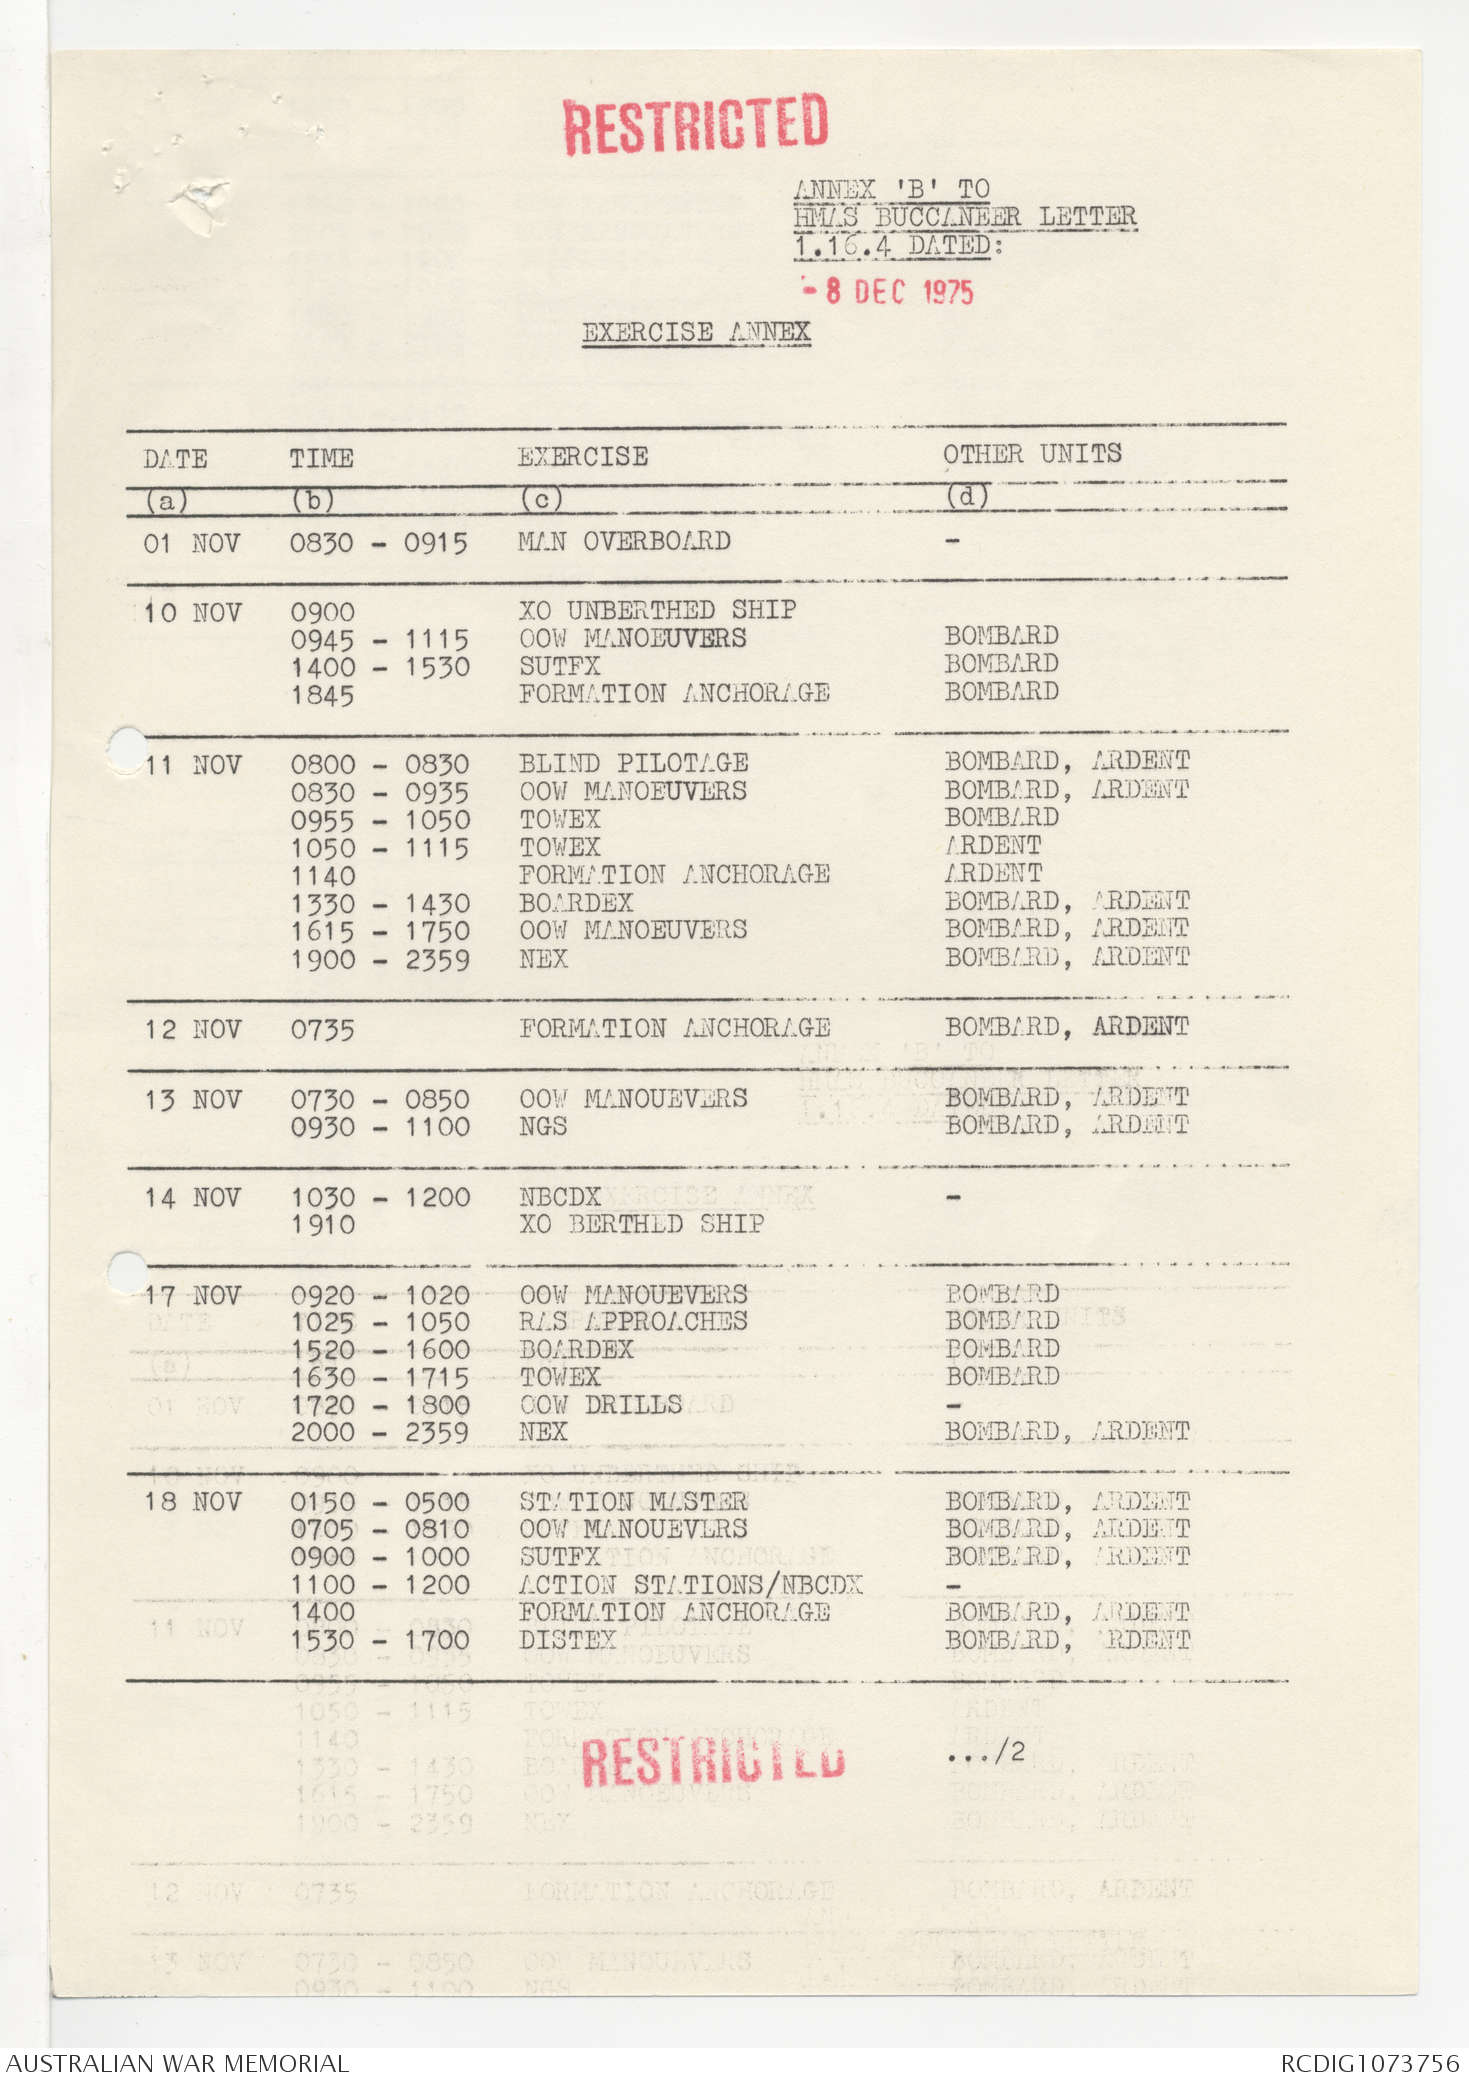 RESTRICTED
ANNEX 'B' TO
HMAS BUCCANEER LETTER
1.16.4 DATED:
-8 DEC 1975
EXERCISE ANNEX
DATE TIME EXERCISE OTHER UNITS
(a) (b) (c) (d)
01 NOV 0830 - 0915 MAN OVERBOARD -
10 NOV 0900 XO UNBERTHED SHIP
0945 - 1115 OOW MANOEUVERS BOMBARD
1400 - 1530 SUTFX BOMBARD
1845 FORMATION ANCHORAGE BOMBARD
11 NOV 0800 - 0830 BLIND PILOTAGE BOMBARD, ARDENT
0830 - 0935 OOW MANOEUVERS BOMBARD, ARDENT
0955 - 1050 TOWEX BOMBARD
1050 - 1115 TOWEX ARDENT
1140 FORMATION ANCHORAGE ARDENT
1330 - 1430 BOARDEX BOMBARD, ARDENT
1615 - 1750 OOW MANOEUVERS BOMBARD, ARDENT
1900 - 2359 NEX BOMBARD, ARDENT
12 NOV 0735 FORMATION ANCHORAGE BOMBARD, ARDENT
13 NOV 0730 - 0850 OOW MANOUEVERS BOMBARD, ARDENT
0930 - 1100 NGS BOMBARD, ARDENT
14 NOV 1030 - 1200 NBCDX -
1910 XO BERTHED SHIP
17 NOV 0920 - 1020 OOW MANOUEVERS BOMBARD
1025 - 1050 RAS APPROACHES BOMBARD
1520 - 1600 BOARDEX BOMBARD
1630 - 1715 TOWEX BOMBARD
1720 - 1800 OOW DRILLS -
2000 - 2359 NEX BOMBARD, ARDENT
18 NOV 0150 - 0500 STATION MASTER BOMBARD, ARDENT
0705 - 0810 OOW MANOUEVERS BOMBARD, ARDENT
0900 - 1000 SUTFX BOMBARD, ARDENT
1100 - 1200 ACTION STATIONS/NBCDX -
1400 FORMATION ANCHORAGE BOMBARD, ARDENT
1530 - 1700 DISTEX BOMBARD, ARDENT
RESTRICTED
.../2
AUSTRALIAN WAR MEMORIAL
RCDIG1073756